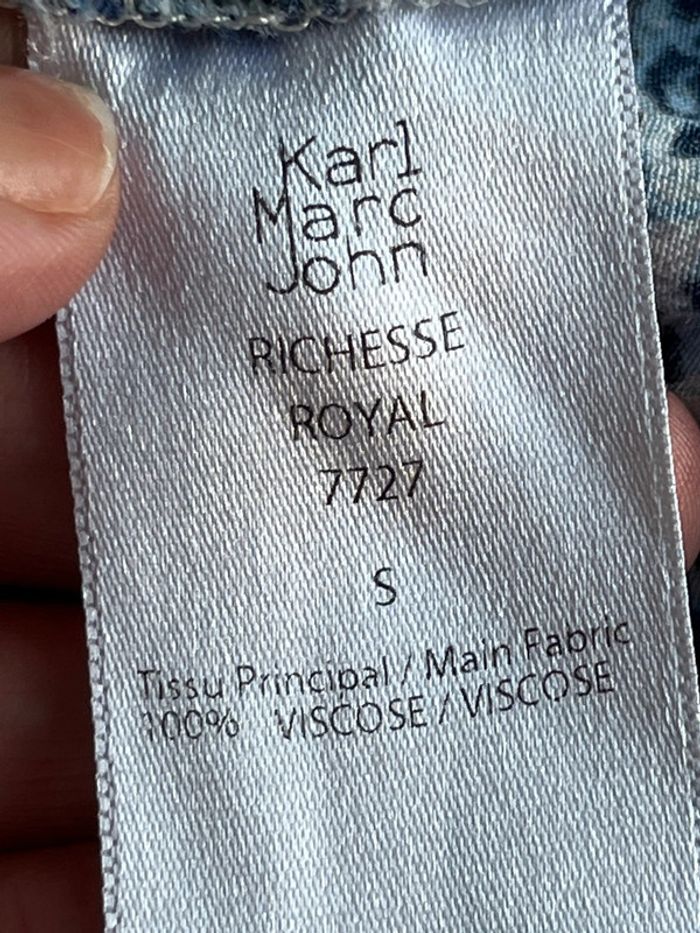 Karl
Marc
John
RICHESSE
ROYAL
7727
S
Tissu Principal / Main Fabric
100% VISCOSE / VISCOSE